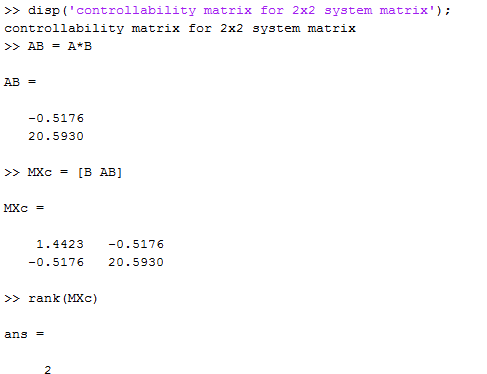 >> disp('controllability matrix for 2x2 system matrix');
controllability matrix for 2x2 system matrix
>> AB = A*B
AB =
-0.5176
20.5930
>> MXc = [B AB]
MXc =
1.4423 -0.5176
-0.5176 20.5930
>> rank(MXc)
ans =
2